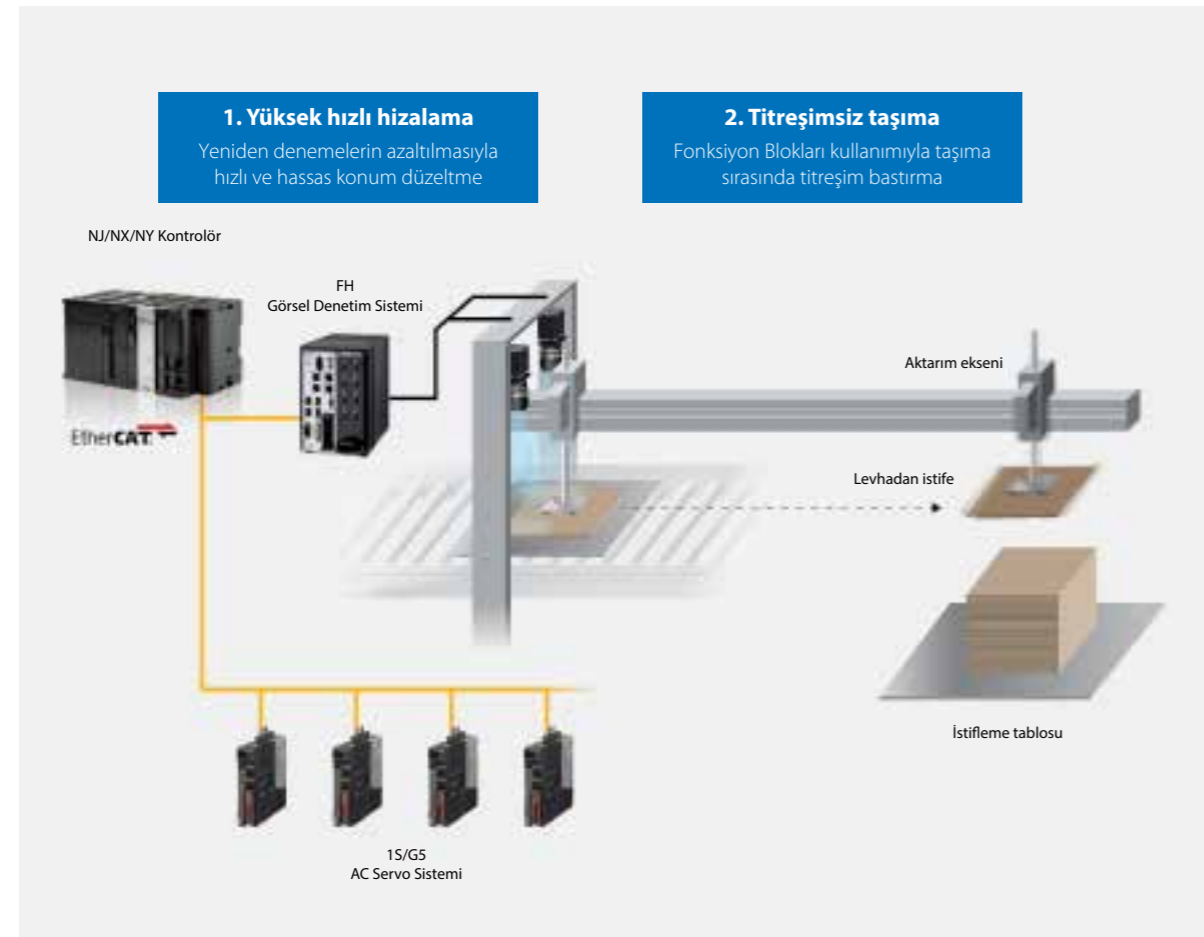 1. Yüksek hızlı hizalama
Yeniden denemelerin azaltılmasıyla
hızlı ve hassas konum düzeltme
2. Titreşimsiz taşıma
Fonksiyon Blokları kullanımıyla taşıma
sırasında titreşim bastırma
NJ/NX/NY Kontrolör
FH
Görsel Denetim Sistemi
EtherCAT
Aktarım ekseni
Levhadan istife
İstifleme tablosu
1S/G5
AC Servo Sistemi